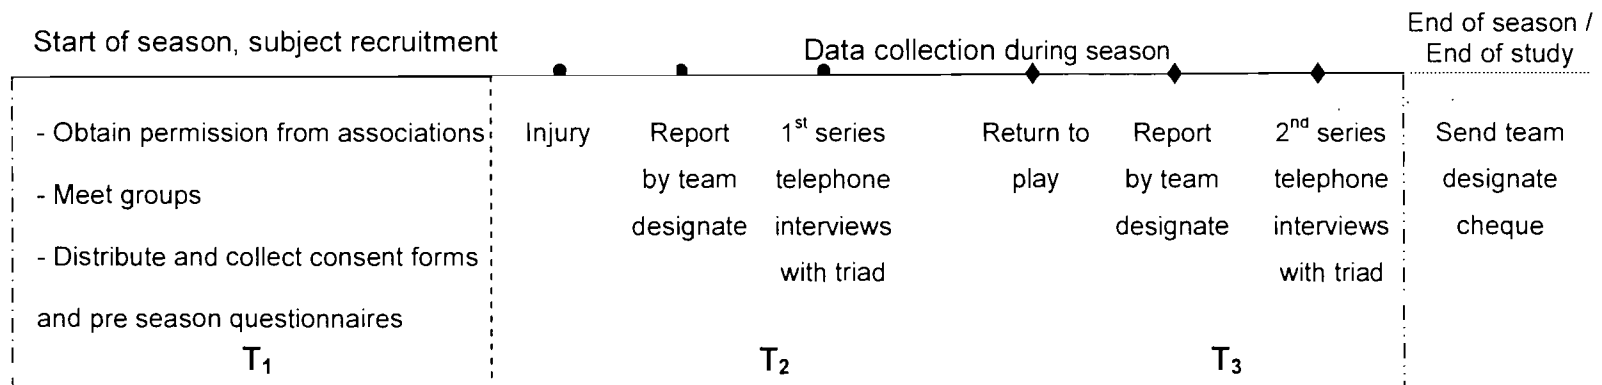 Start of season, subject recruitment
Data collection during season
End of season /
End of study
- Obtain permission from associations
- Meet groups
- Distribute and collect consent forms
and pre season questionnaires
T₁
Injury
Report
by team
designate
1ˢᵗ series
telephone
interviews
with triad
T₂
Return to
play
Report
by team
designate
2ⁿᵈ series
telephone
interviews
with triad
T₃
Send team
designate
cheque